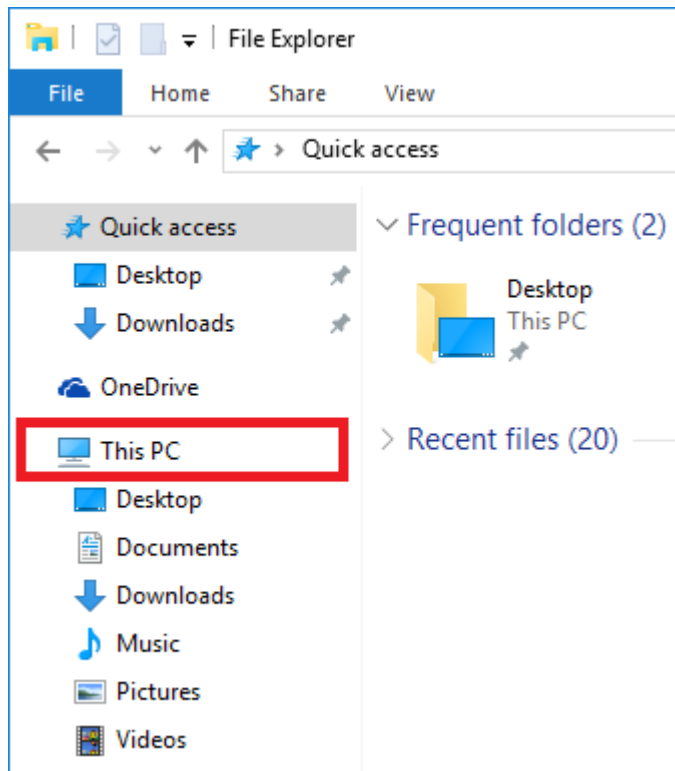 File Explorer
File Home Share View
Quick access
Quick access
Desktop
Downloads
OneDrive
This PC
Desktop
Documents
Downloads
Music
Pictures
Videos
Frequent folders (2)
Desktop
This PC
Recent files (20)